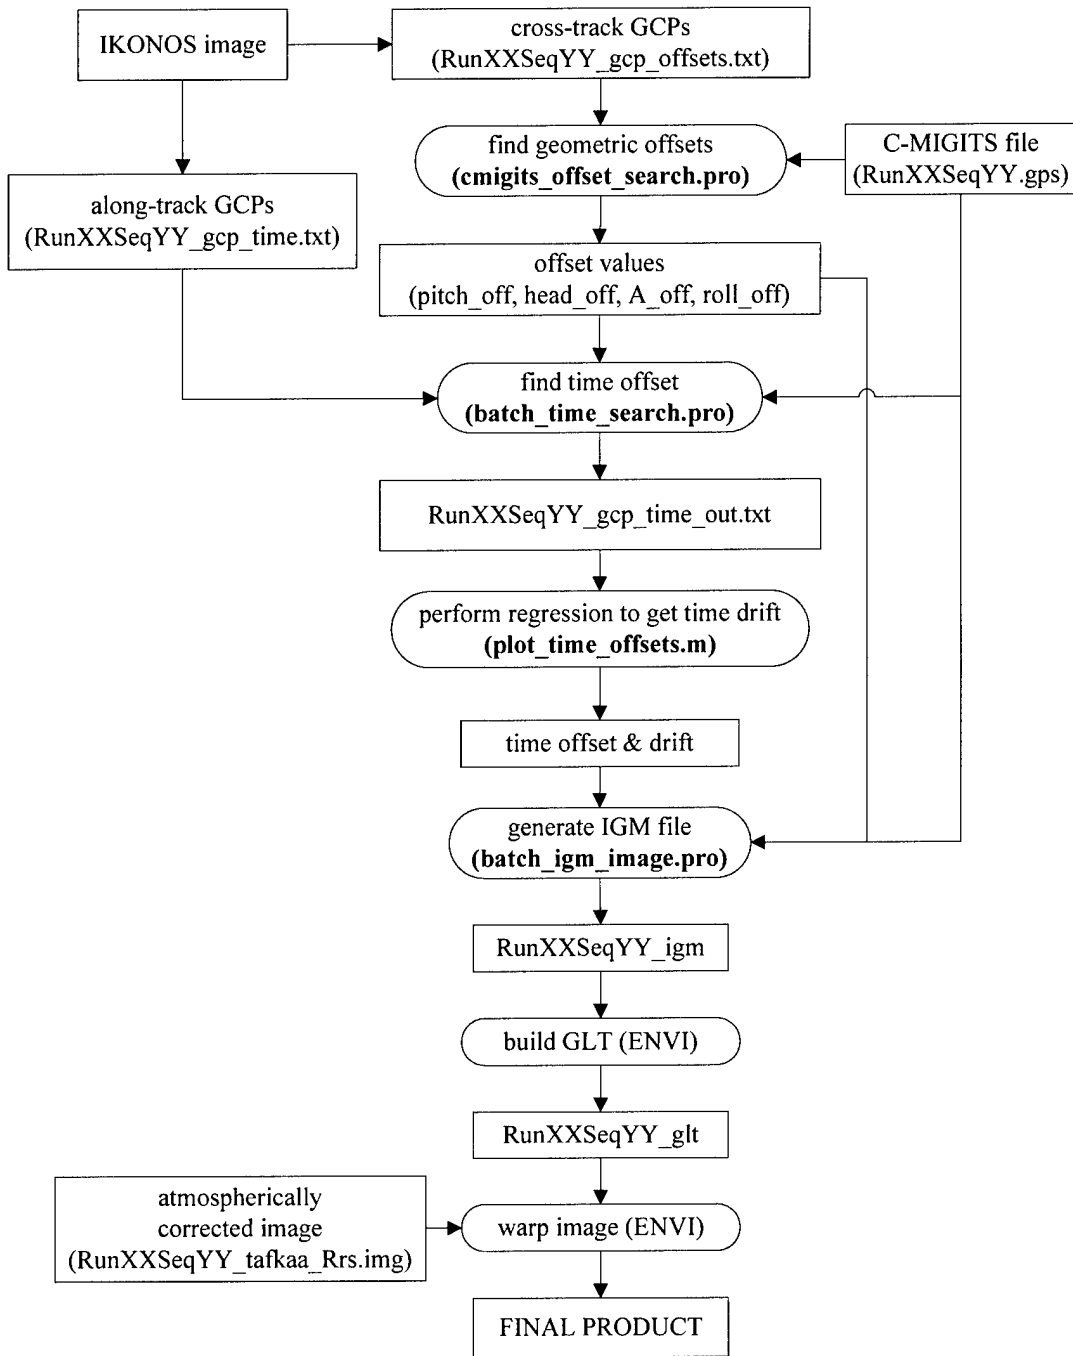 IKONOS image
cross-track GCPs
(RunXXSeqYY_gcp_offsets.txt)
find geometric offsets
(cmigits_offset_search.pro)
C-MIGITS file
(RunXXSeqYY.gps)
along-track GCPs
(RunXXSeqYY_gcp_time.txt)
offset values
(pitch_off, head_off, A_off, roll_off)
find time offset
(batch_time_search.pro)
RunXXSeqYY_gcp_time_out.txt
perform regression to get time drift
(plot_time_offsets.m)
time offset & drift
generate IGM file
(batch_igm_image.pro)
RunXXSeqYY_igm
build GLT (ENVI)
RunXXSeqYY_glt
atmospherically
corrected image
(RunXXSeqYY_tafkaa_Rrs.img)
warp image (ENVI)
FINAL PRODUCT